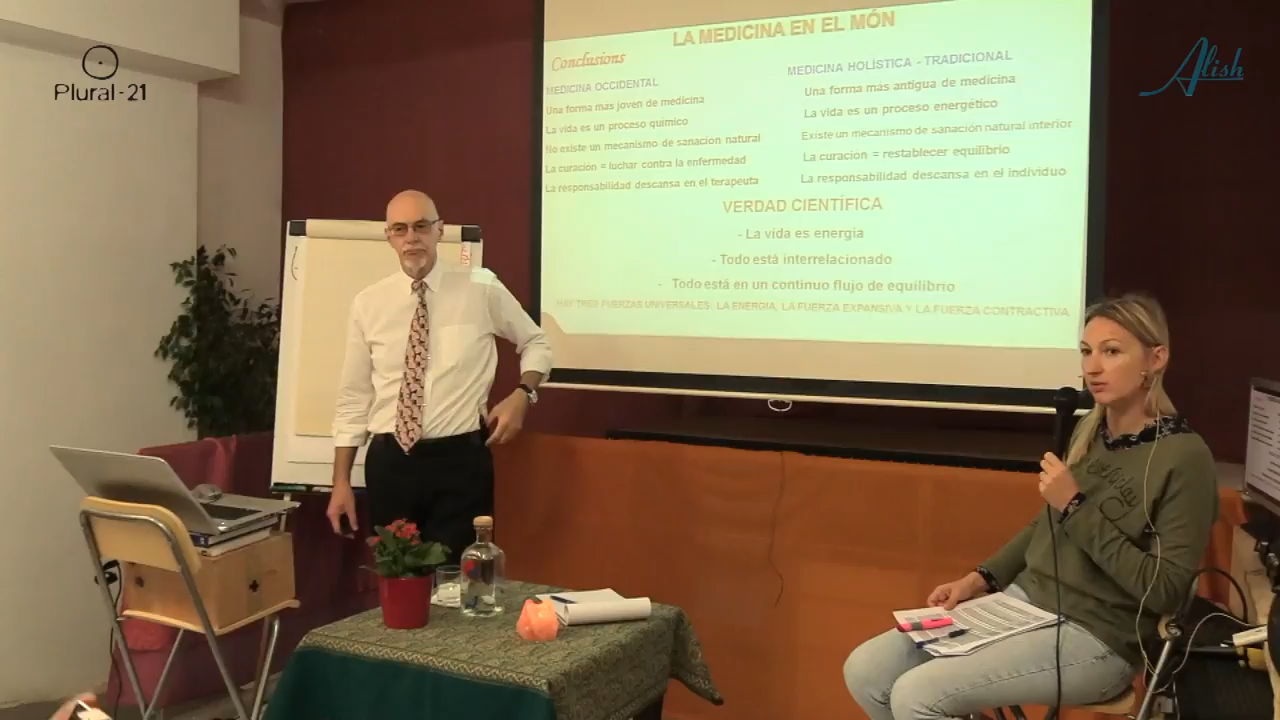 Plural-21
Alish
LA MEDICINA EN EL MÓN
Conclusions
MEDICINA OCCIDENTAL
Una forma mas joven de medicina
La vida es un proceso químico
No existe un mecanismo de sanación natural
La curación = luchar contra la enfermedad
La responsabilidad descansa en el terapeuta
MEDICINA HOLÍSTICA - TRADICIONAL
Una forma mas antigua de medicina
La vida es un proceso energético
Existe un mecanismo de sanación natural interior
La curación = restablecer equilibrio
La responsabilidad descansa en el individuo
VERDAD CIENTÍFICA
- La vida es energia
- Todo está interrelacionado
- Todo está en un continuo flujo de equilibrio
HAY TRES FUERZAS UNIVERSALES: LA ENERGIA, LA FUERZA EXPANSIVA Y LA FUERZA CONTRACTIVA